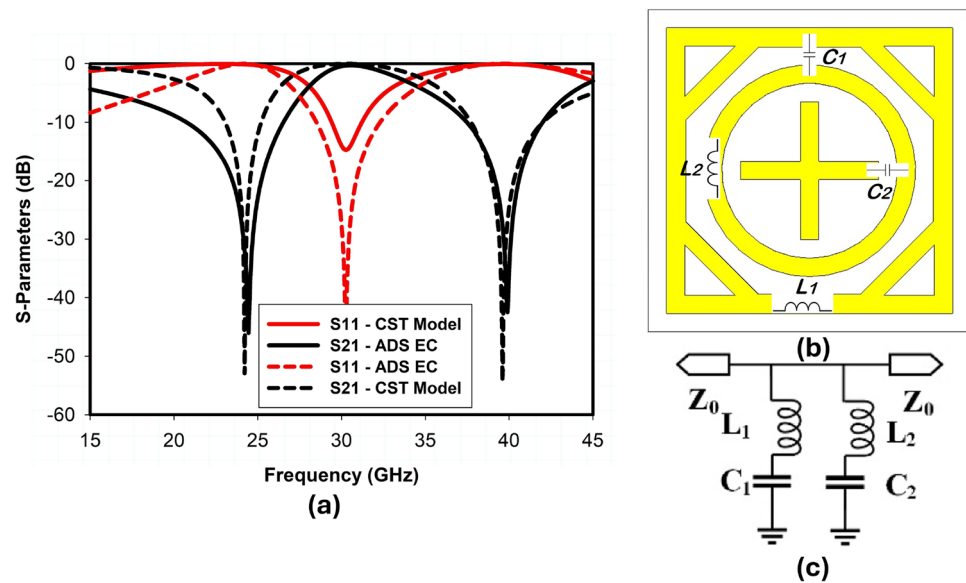 0
-10
-20
-30
-40
-50
-60
S-Parameters (dB)
S11 - CST Model
S21 - ADS EC
S11 - ADS EC
S21 - CST Model
15 20 25 30 35 40 45
Frequency (GHz)
(a)
C1
L2
C2
L1
(b)
Z0 Z0
L1 L2
C1 C2
(c)